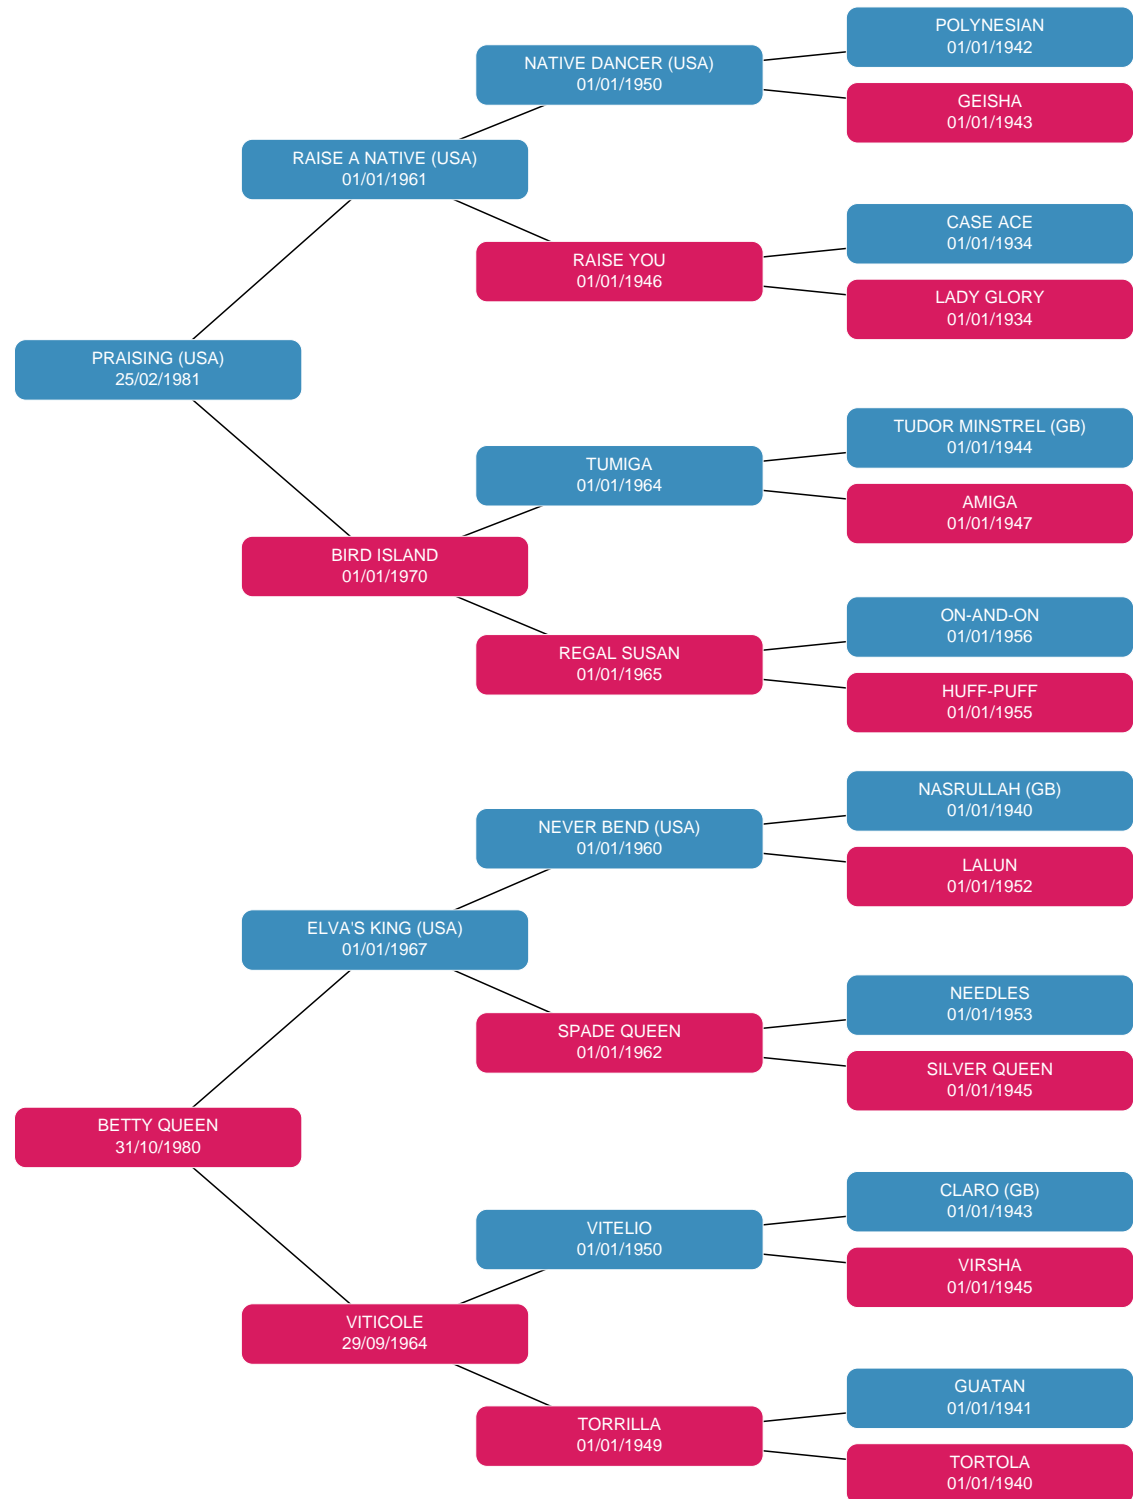 POLYNESIAN
01/01/1942
NATIVE DANCER (USA)
01/01/1950
GEISHA
01/01/1943
RAISE A NATIVE (USA)
01/01/1961
CASE ACE
01/01/1934
RAISE YOU
01/01/1946
LADY GLORY
01/01/1934
PRAISING (USA)
25/02/1981
TUDOR MINSTREL (GB)
01/01/1944
TUMIGA
01/01/1964
AMIGA
01/01/1947
BIRD ISLAND
01/01/1970
ON-AND-ON
01/01/1956
REGAL SUSAN
01/01/1965
HUFF-PUFF
01/01/1955
NASRULLAH (GB)
01/01/1940
NEVER BEND (USA)
01/01/1960
LALUN
01/01/1952
ELVA'S KING (USA)
01/01/1967
NEEDLES
01/01/1953
SPADE QUEEN
01/01/1962
SILVER QUEEN
01/01/1945
BETTY QUEEN
31/10/1980
CLARO (GB)
01/01/1943
VITELIO
01/01/1950
VIRSHA
01/01/1945
VITICOLE
29/09/1964
GUATAN
01/01/1941
TORRILLA
01/01/1949
TORTOLA
01/01/1940